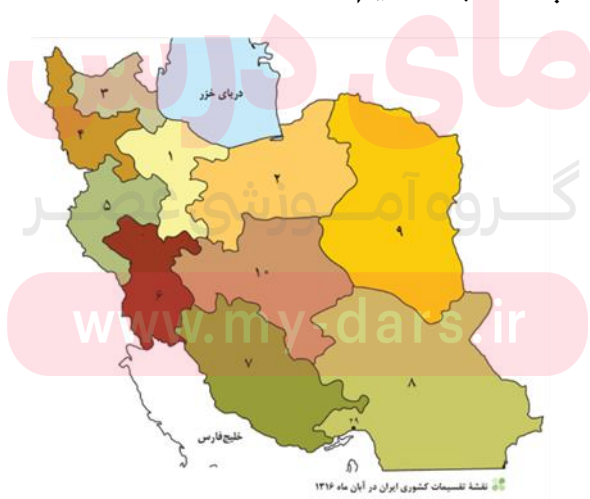 مای درس
دریای خزر
۳
۴
۱
۲
۵
گروه آموزشی عصر
۹
۱۰
۶
www.my-dars.ir
۷
۸
۲۹
خلیج‌فارس
نقشهٔ تقسیمات کشوری ایران در آبان ماه ۱۳۱۶